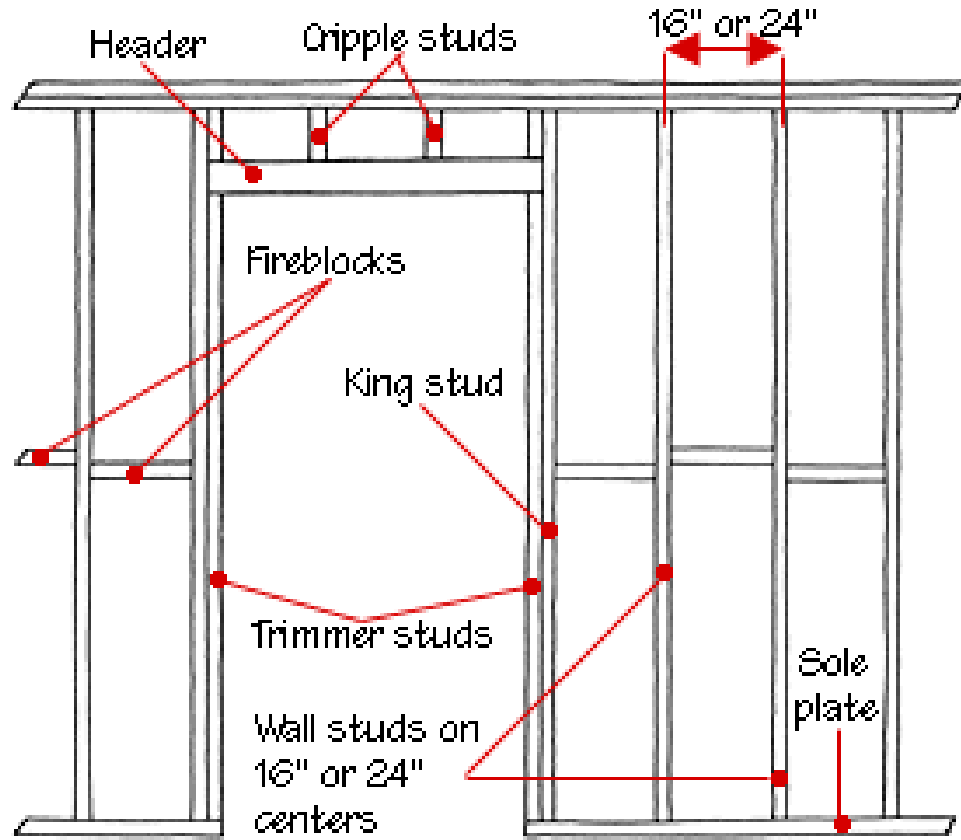 16" or 24"
Header
Cripple studs
Fireblocks
King stud
Trimmer studs
Sole
plate
Wall studs on
16" or 24"
centers